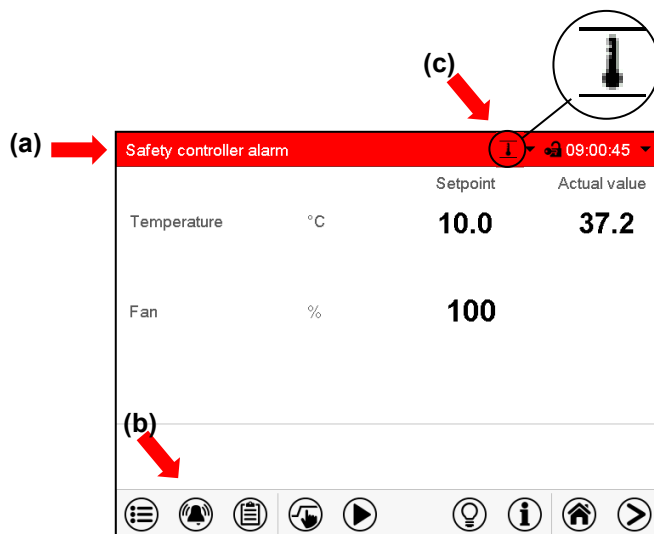 (c)
(a)
Safety controller alarm 09:00:45
Setpoint Actual value
Temperature °C 10.0 37.2
Fan % 100
(b)